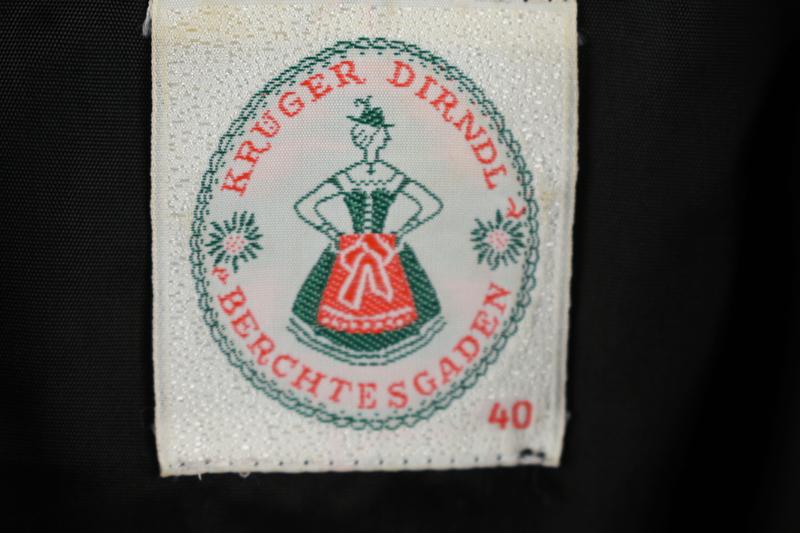 KRÜGER DIRNDL
BERCHTESGADEN
40